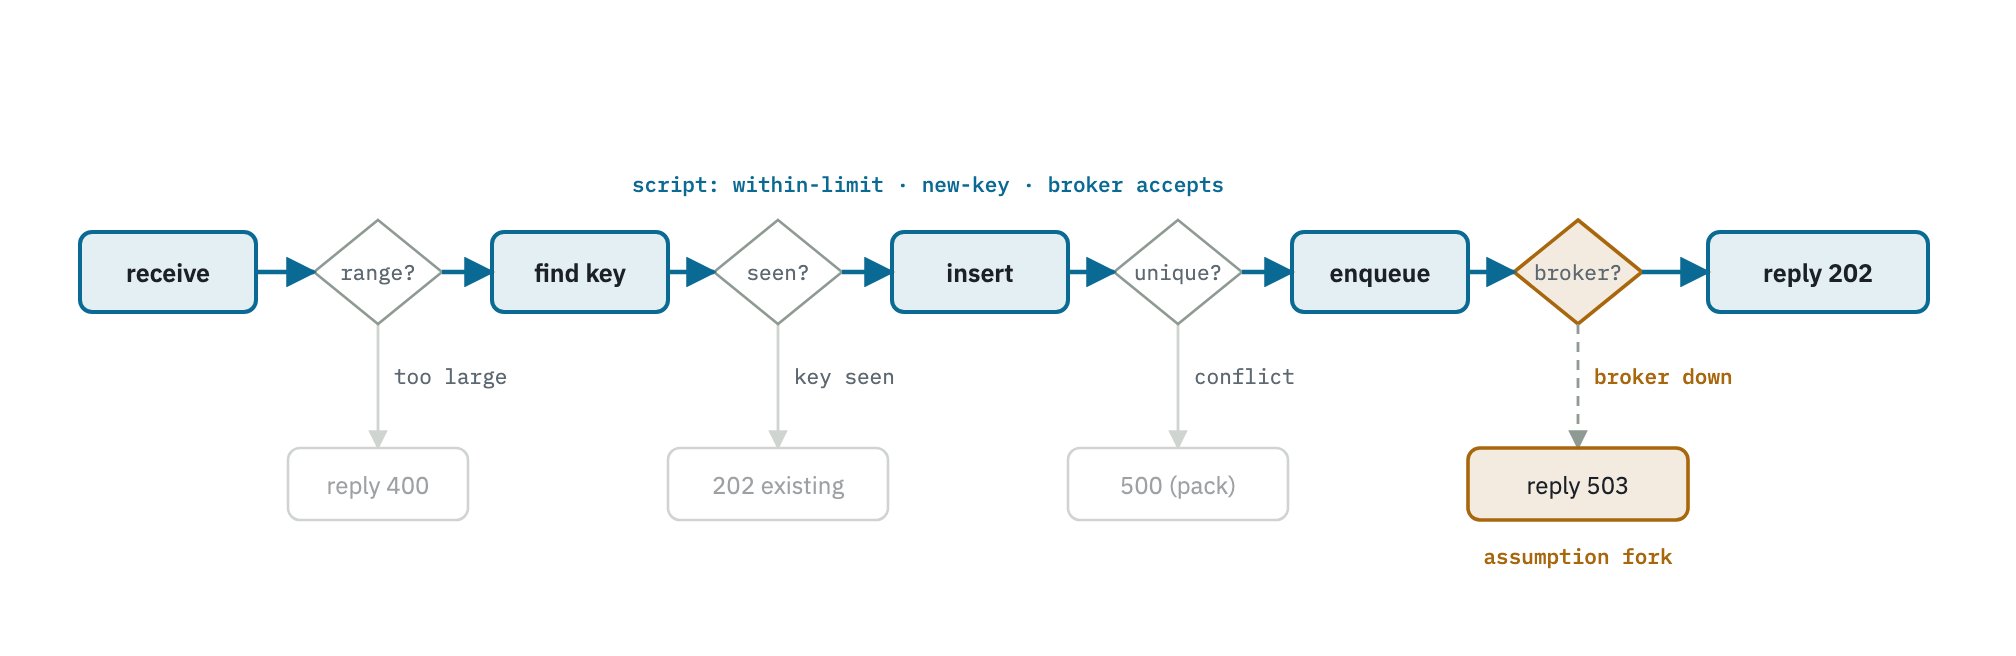 script: within-limit · new-key · broker accepts
receive
range?
find key
seen?
insert
unique?
enqueue
broker?
reply 202
too large
key seen
conflict
broker down
reply 400
202 existing
500 (pack)
reply 503
assumption fork